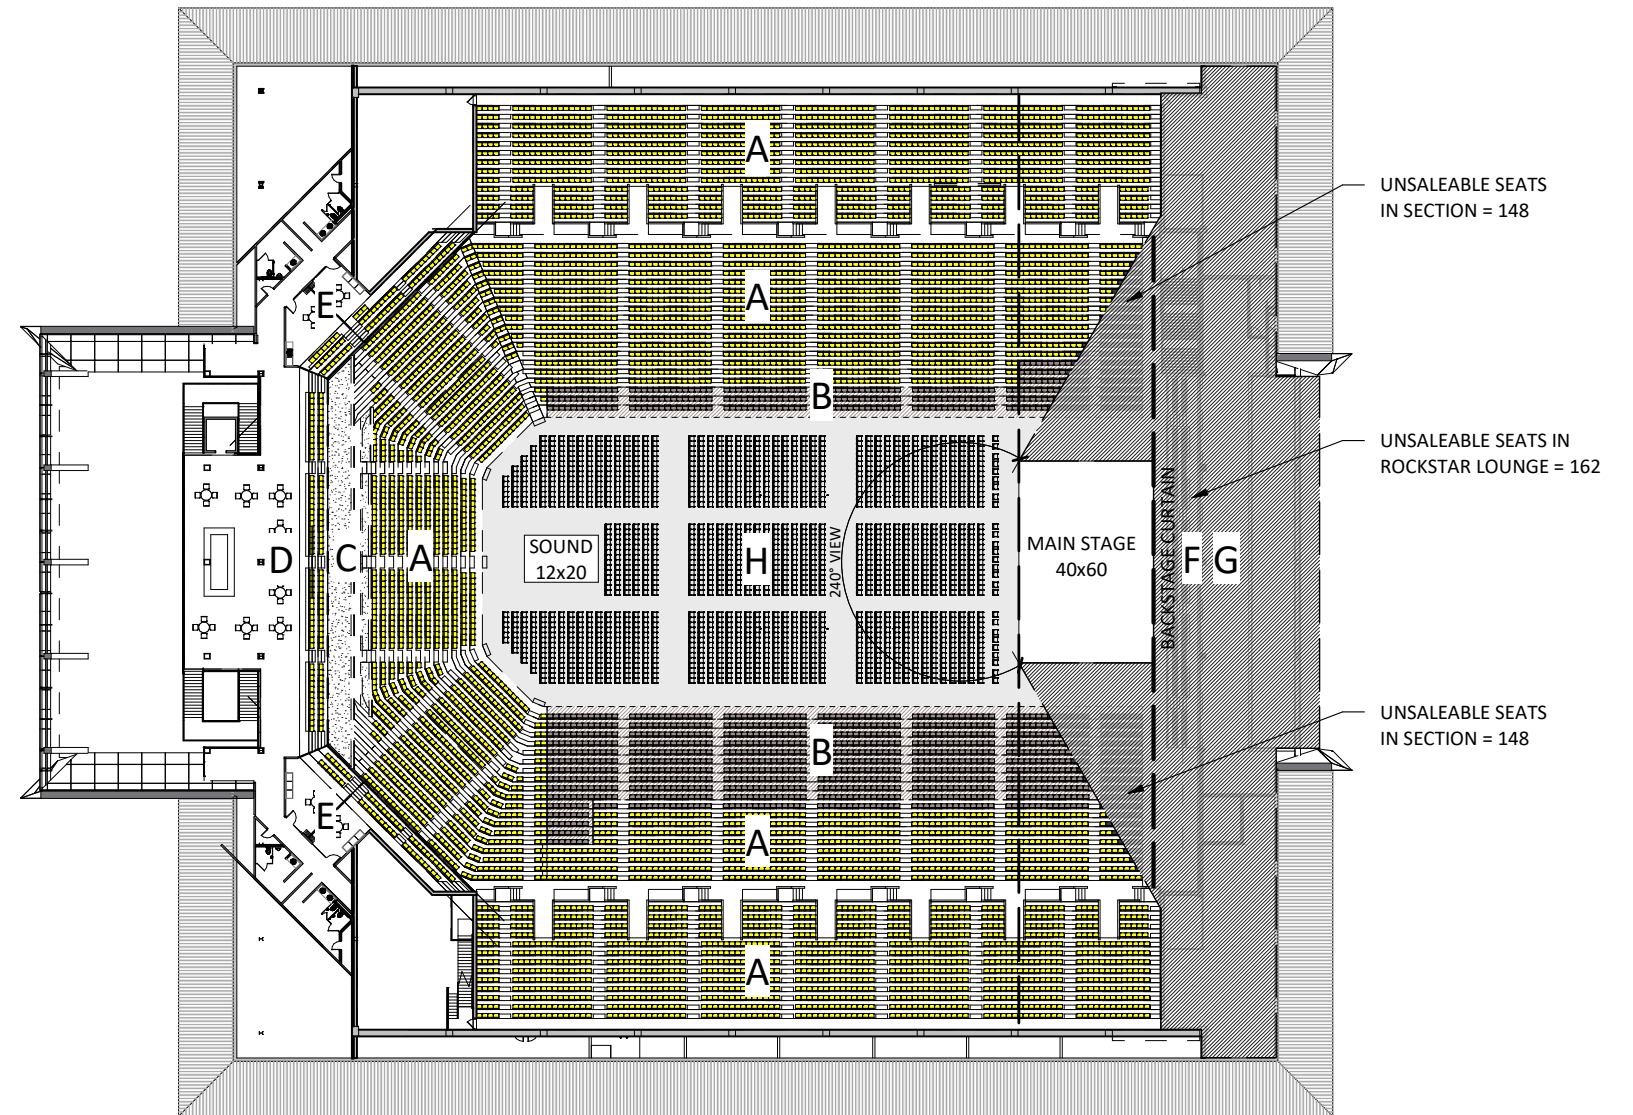 A
UNSALEABLE SEATS
IN SECTION = 148
A
E
B
UNSALEABLE SEATS IN
ROCKSTAR LOUNGE = 162
D
C
A
SOUND
12x20
H
240° VIEW
MAIN STAGE
40x60
BACKSTAGE CURTAIN
F
G
UNSALEABLE SEATS
IN SECTION = 148
B
E
A
A